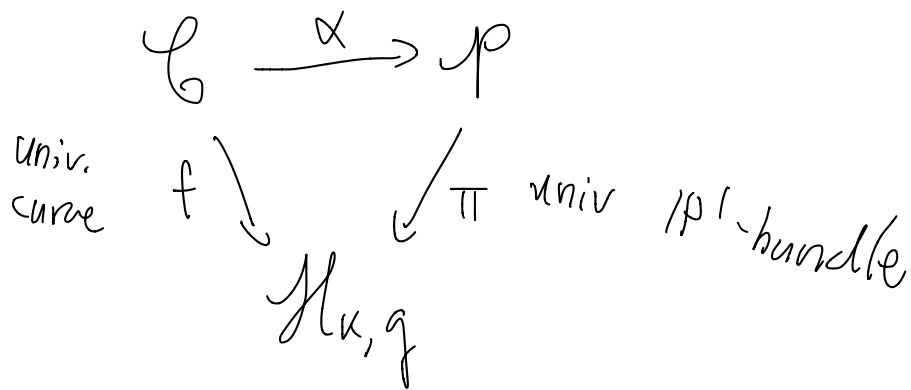 α
𝒞 → 𝒫
univ. curve f π univ ℙ¹-bundle
ℋ_{k,g}